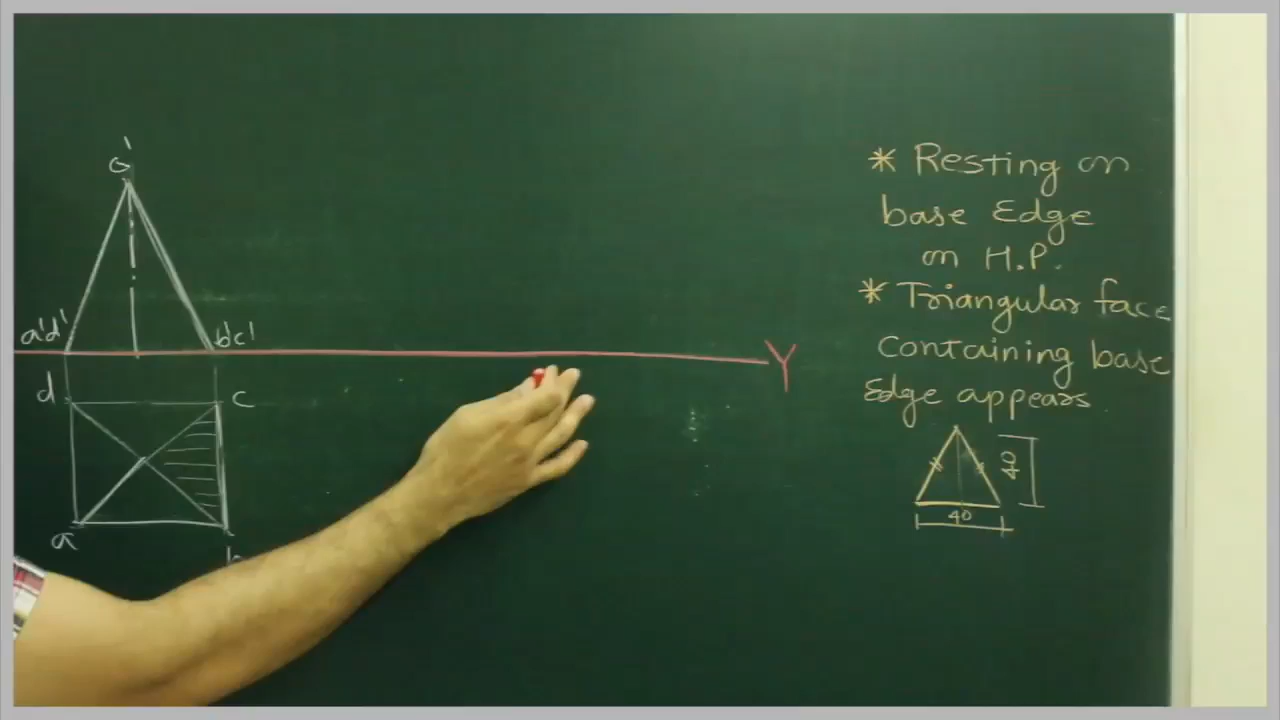 o'
a'd'
b'c'
Y
d
c
a
b
* Resting on
base Edge
on H.P.
* Triangular face
containing base
Edge appears
40